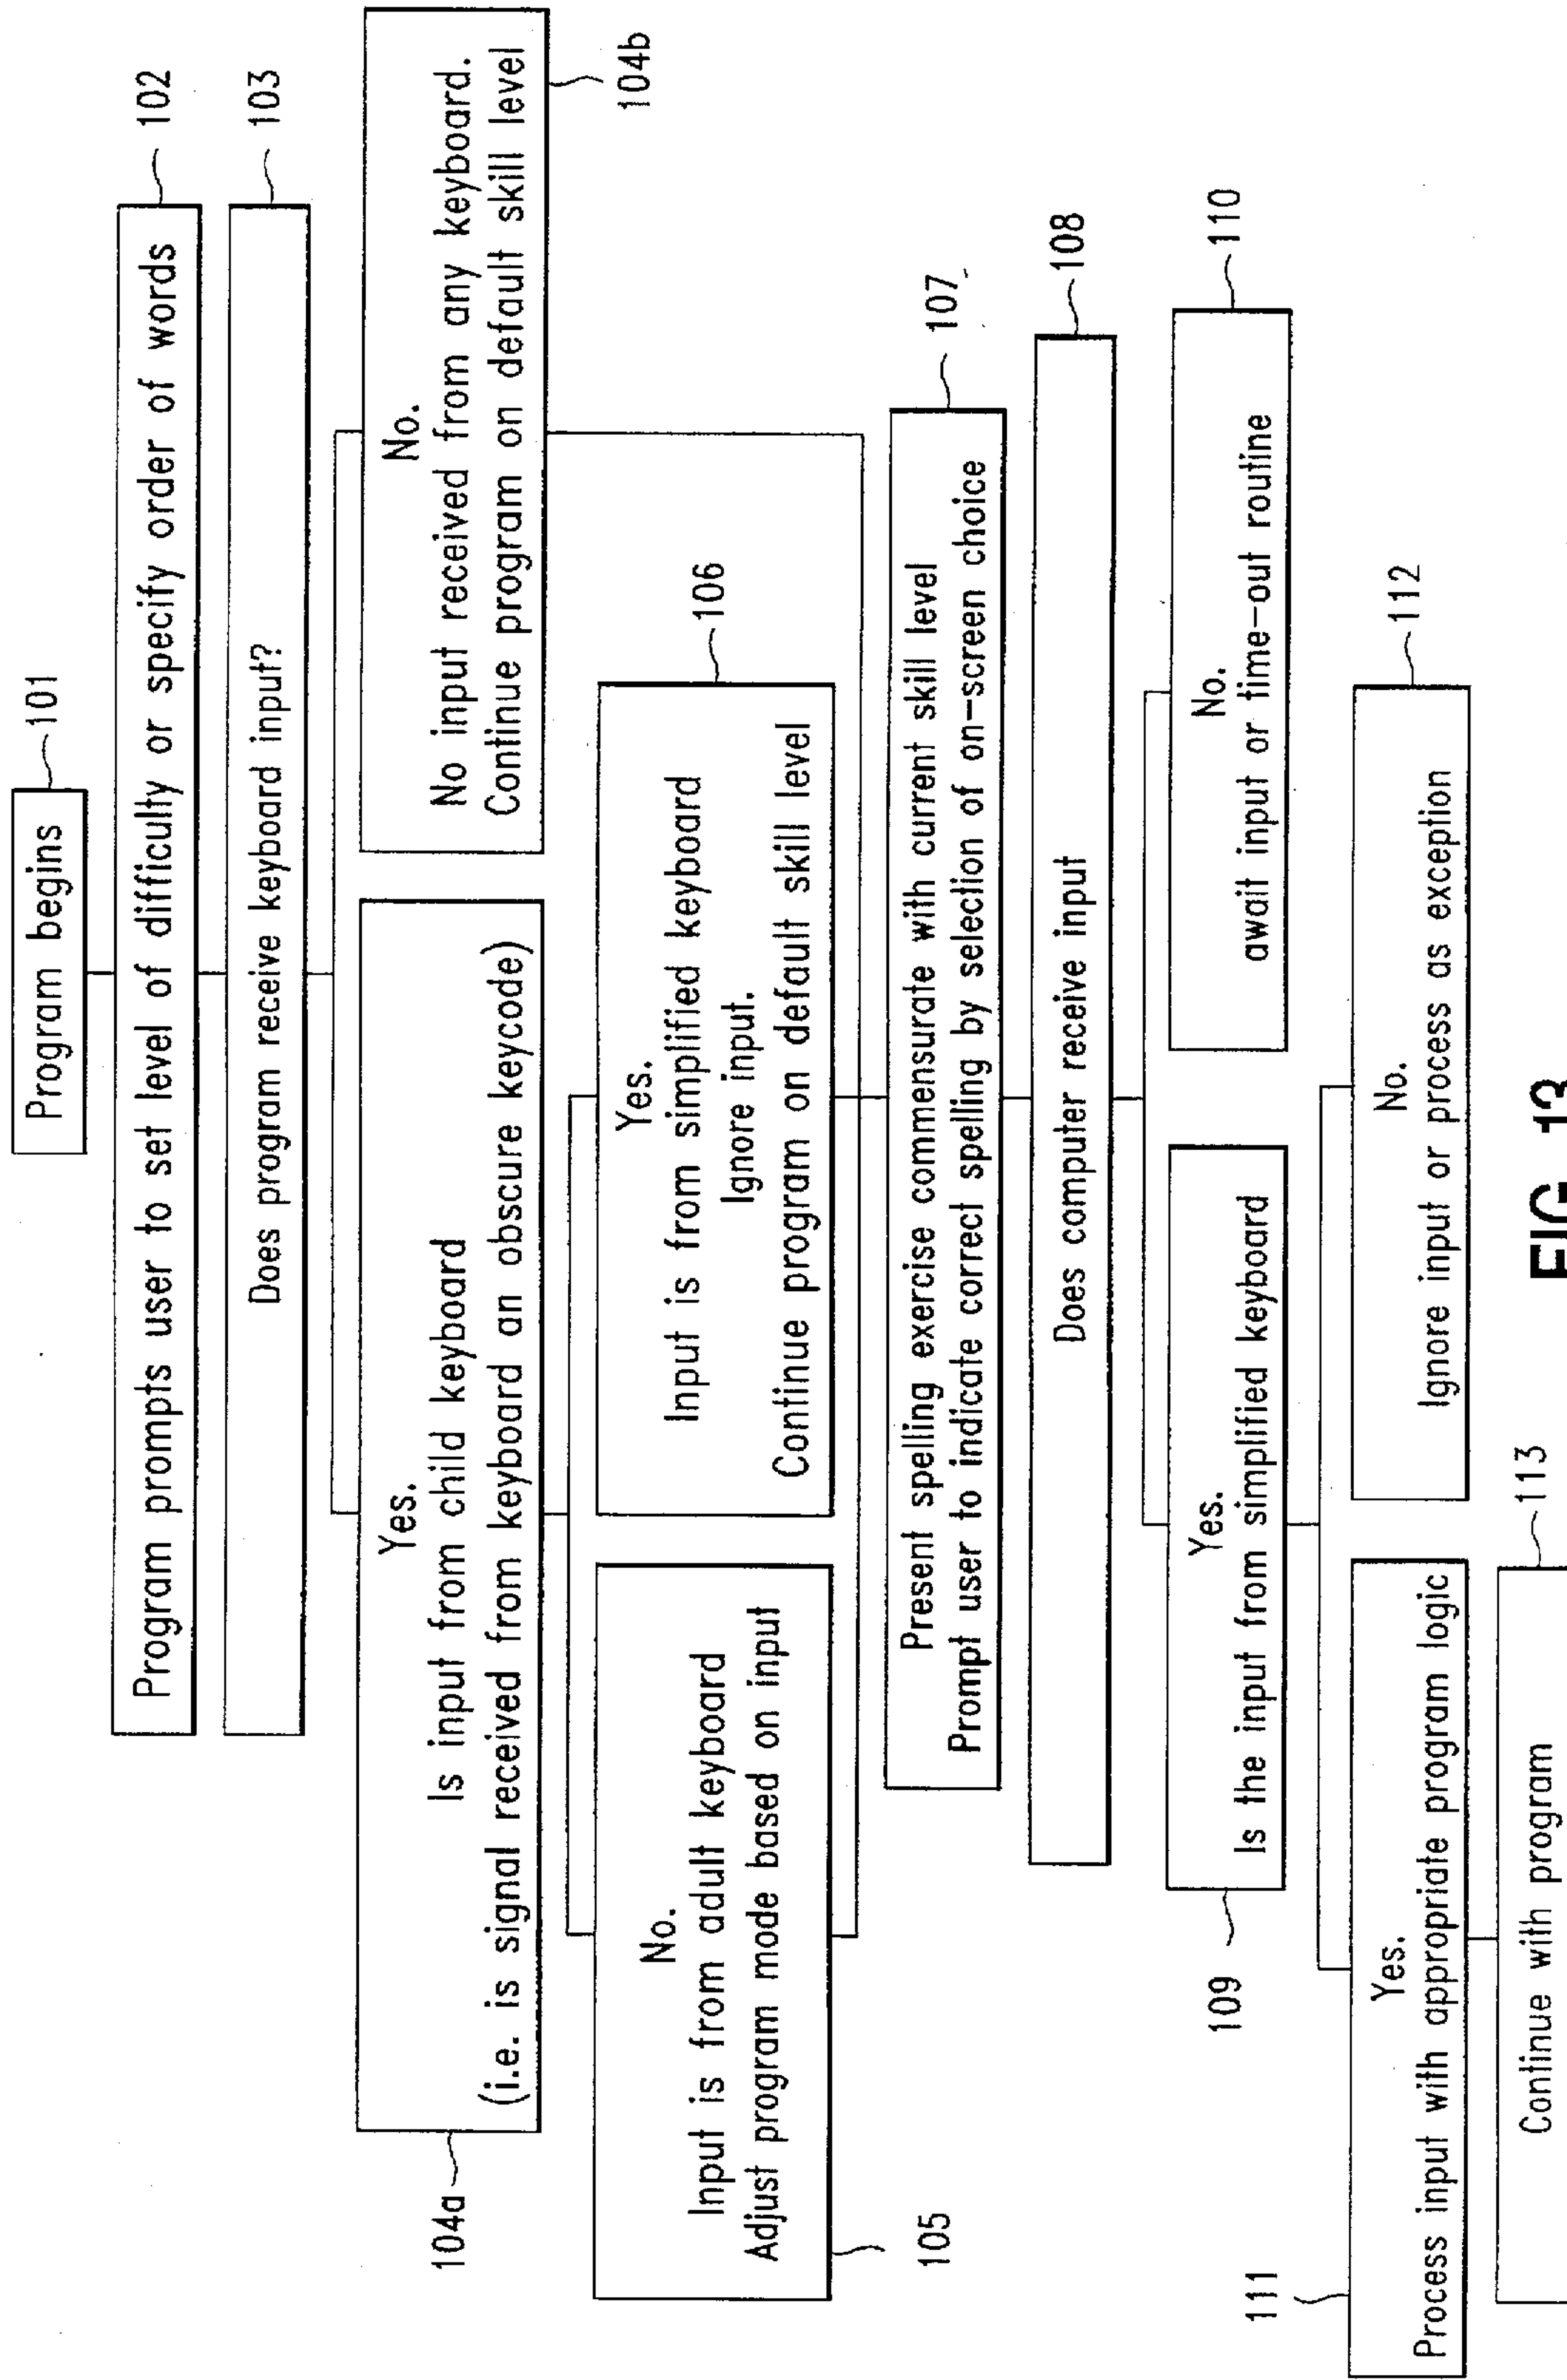 Program begins
101
Program prompts user to set level of difficulty or specify order of words
102
Does program receive keyboard input?
103
Yes.
Is input from child keyboard
(i.e. is signal received from keyboard an obscure keycode)
104a
No.
No input received from any keyboard.
Continue program on default skill level
104b
No.
Input is from adult keyboard
Adjust program mode based on input
105
Yes.
Input is from simplified keyboard
Ignore input.
Continue program on default skill level
106
Present spelling exercise commensurate with current skill level
Prompt user to indicate correct spelling by selection of on-screen choice
107
Does computer receive input
108
Yes.
Is the input from simplified keyboard
109
No.
await input or time-out routine
110
Yes.
Process input with appropriate program logic
111
No.
Ignore input or process as exception
112
Continue with program
113
FIG. 13